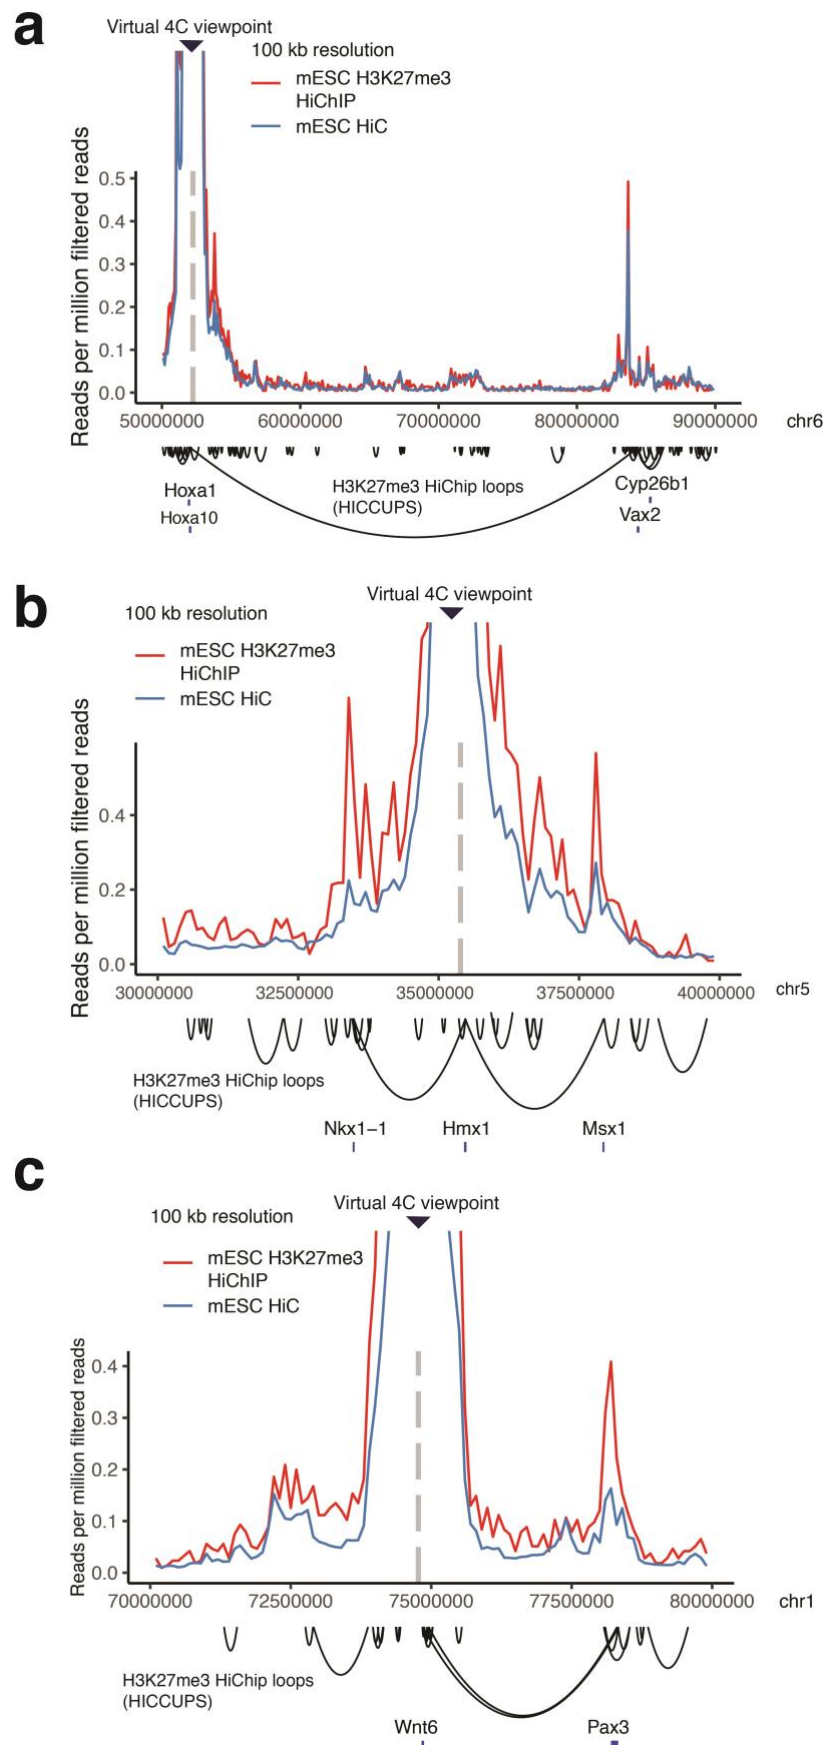 a
Virtual 4C viewpoint
100 kb resolution
mESC H3K27me3
HiChIP
mESC HiC
Reads per million filtered reads
0.5
0.4
0.3
0.2
0.1
0.0
50000000 60000000 70000000 80000000 90000000 chr6
Hoxa1
Hoxa10
H3K27me3 HiChip loops
(HICCUPS)
Cyp26b1
Vax2
b
Virtual 4C viewpoint
100 kb resolution
mESC H3K27me3
HiChIP
mESC HiC
Reads per million filtered reads
0.4
0.2
0.0
30000000 32500000 35000000 37500000 40000000 chr5
H3K27me3 HiChip loops
(HICCUPS)
Nkx1−1 Hmx1 Msx1
c
Virtual 4C viewpoint
100 kb resolution
mESC H3K27me3
HiChIP
mESC HiC
Reads per million filtered reads
0.4
0.3
0.2
0.1
0.0
70000000 72500000 75000000 77500000 80000000 chr1
H3K27me3 HiChip loops
(HICCUPS)
Wnt6 Pax3